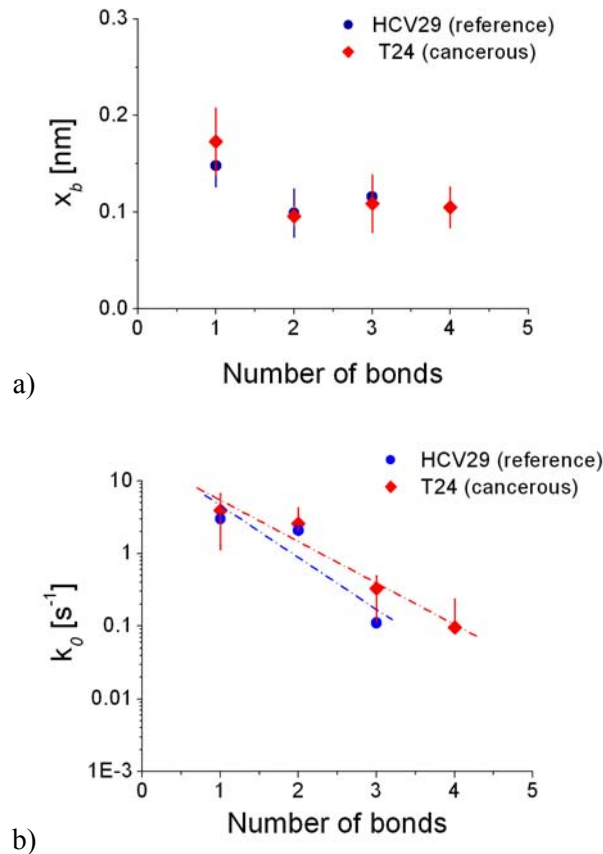 0.3
HCV29 (reference)
T24 (cancerous)
0.2
x_b [nm]
0.1
0.0
0 1 2 3 4 5
Number of bonds
a)
10
HCV29 (reference)
T24 (cancerous)
1
k_0 [s^-1]
0.1
0.01
1E-3
0 1 2 3 4 5
Number of bonds
b)